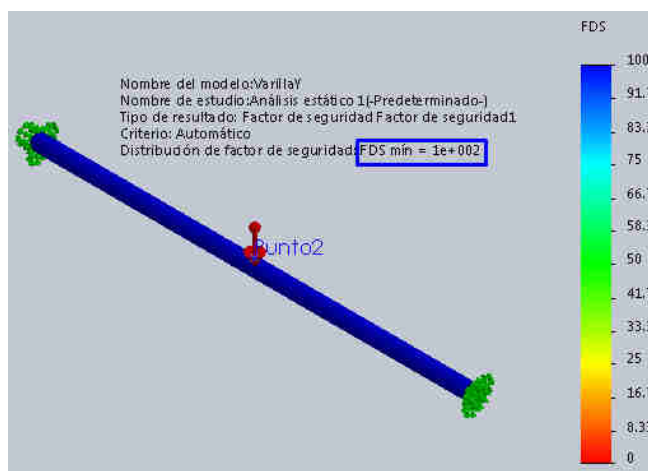 FDS
Nombre del modelo:VarillaY
Nombre de estudio:Análisis estático 1(-Predeterminado-)
Tipo de resultado: Factor de seguridad Factor de seguridad1
Criterio: Automático
Distribución de factor de seguridad: FDS mín = 1e+002
Punto2
100
91.7
83.3
75
66.7
58.3
50
41.7
33.3
25
16.7
8.33
0